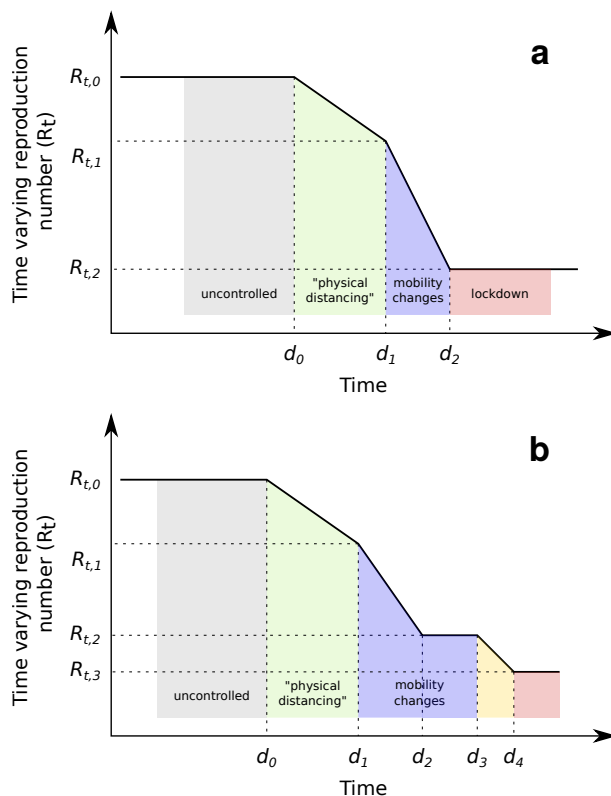 a
Time varying reproduction
number (Rt)
Rt,0
Rt,1
Rt,2
uncontrolled
"physical
distancing"
mobility
changes
lockdown
d0
d1
d2
Time
b
Time varying reproduction
number (Rt)
Rt,0
Rt,1
Rt,2
Rt,3
uncontrolled
"physical
distancing"
mobility
changes
d0
d1
d2
d3
d4
Time